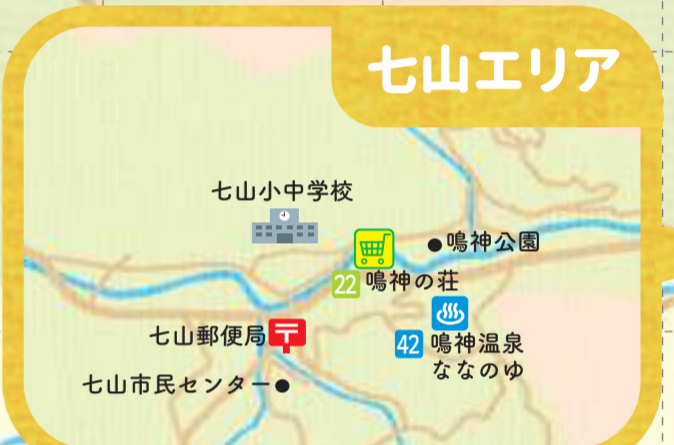 七山エリア
七山小中学校
鳴神公園
22 鳴神の荘
七山郵便局
42 鳴神温泉
ななのゆ
七山市民センター